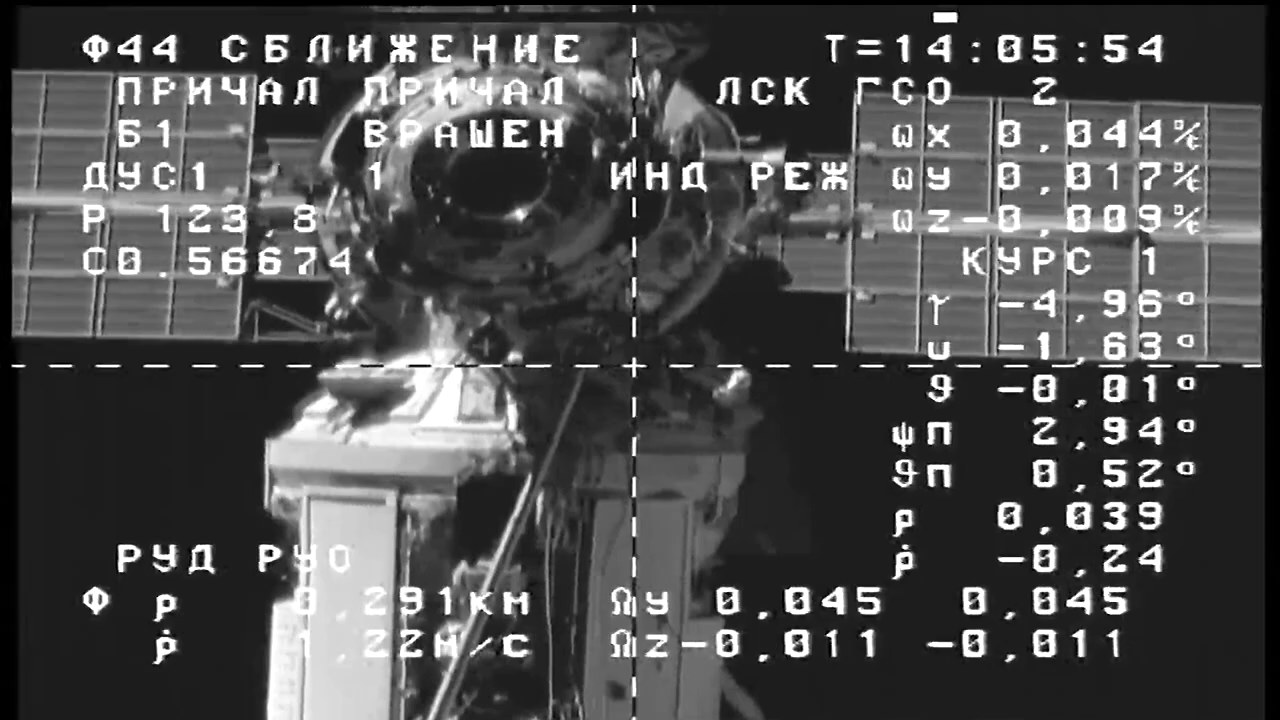 Ф44 СБЛИЖЕНИЕ T=14:05:54
ПРИЧАЛ ПРИЧАЛ ЛСК ГСО 2
Б1 ВРАШЕН ωx 0,044°/c
ДУС1 1 ИНД РЕЖ ωy 0,017°/c
P 123,8 ωz-0,009°/c
C0.56674 КУРС 1
γ -4,96°
-1,63°
ϑ -0,01°
ψП 2,94°
ϑП 0,52°
ρ 0,039
РУД РУО ρ̇ -0,24
Ф ρ 0,291км Ωy 0,045 0,045
ρ̇ 1,22м/с Ωz-0,011 -0,011